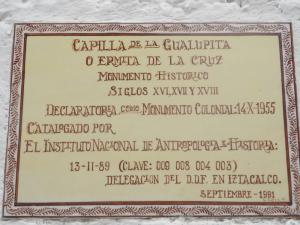 CAPILLA DE LA GUALUPITA
O ERMITA DE LA CRUZ
MONUMENTO HISTORICO
SIGLOS XVI, XVII Y XVIII
DECLARATORIA COMO MONUMENTO COLONIAL: 14-X-1955
CATALOGADO POR
EL INSTITUTO NACIONAL DE ANTROPOLOGIA E HISTORIA:
13-11-89 (CLAVE: 009 008 004 003)
DELEGACION DEL D.D.F. EN IZTACALCO.
SEPTIEMBRE-1991